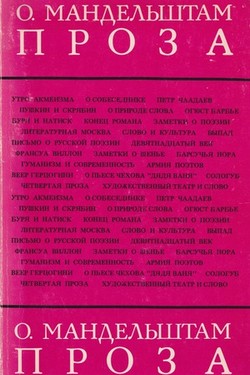 О. МАНДЕЛЬШТАМ
ПРОЗА
УТРО АКМЕИЗМА О СОБЕСЕДНИКЕ ПЕТР ЧААДАЕВ
ПУШКИН И СКРЯБИН О ПРИРОДЕ СЛОВА ОГЮСТ БАРБЬЕ
БУРЯ И НАТИСК КОНЕЦ РОМАНА ЗАМЕТКИ О ПОЭЗИИ
ЛИТЕРАТУРНАЯ МОСКВА СЛОВО И КУЛЬТУРА ВЫПАД
ПИСЬМО О РУССКОЙ ПОЭЗИИ ДЕВЯТНАДЦАТЫЙ ВЕК
ФРАНСУА ВИЛЛОН ЗАМЕТКИ О ШЕНЬЕ БАРСУЧЬЯ НОРА
ГУМАНИЗМ И СОВРЕМЕННОСТЬ АРМИЯ ПОЭТОВ
ВЕЕР ГЕРЦОГИНИ О ПЬЕСЕ ЧЕХОВА "ДЯДЯ ВАНЯ" СОЛОГУБ
ЧЕТВЕРТАЯ ПРОЗА ХУДОЖЕСТВЕННЫЙ ТЕАТР И СЛОВО
УТРО АКМЕИЗМА О СОБЕСЕДНИКЕ ПЕТР ЧААДАЕВ
ПУШКИН И СКРЯБИН О ПРИРОДЕ СЛОВА ОГЮСТ БАРБЬЕ
БУРЯ И НАТИСК КОНЕЦ РОМАНА ЗАМЕТКИ О ПОЭЗИИ
ЛИТЕРАТУРНАЯ МОСКВА СЛОВО И КУЛЬТУРА ВЫПАД
ПИСЬМО О РУССКОЙ ПОЭЗИИ ДЕВЯТНАДЦАТЫЙ ВЕК
ФРАНСУА ВИЛЛОН ЗАМЕТКИ О ШЕНЬЕ БАРСУЧЬЯ НОРА
ГУМАНИЗМ И СОВРЕМЕННОСТЬ АРМИЯ ПОЭТОВ
ВЕЕР ГЕРЦОГИНИ О ПЬЕСЕ ЧЕХОВА "ДЯДЯ ВАНЯ" СОЛОГУБ
ЧЕТВЕРТАЯ ПРОЗА ХУДОЖЕСТВЕННЫЙ ТЕАТР И СЛОВО
О. МАНДЕЛЬШТАМ
ПРОЗА